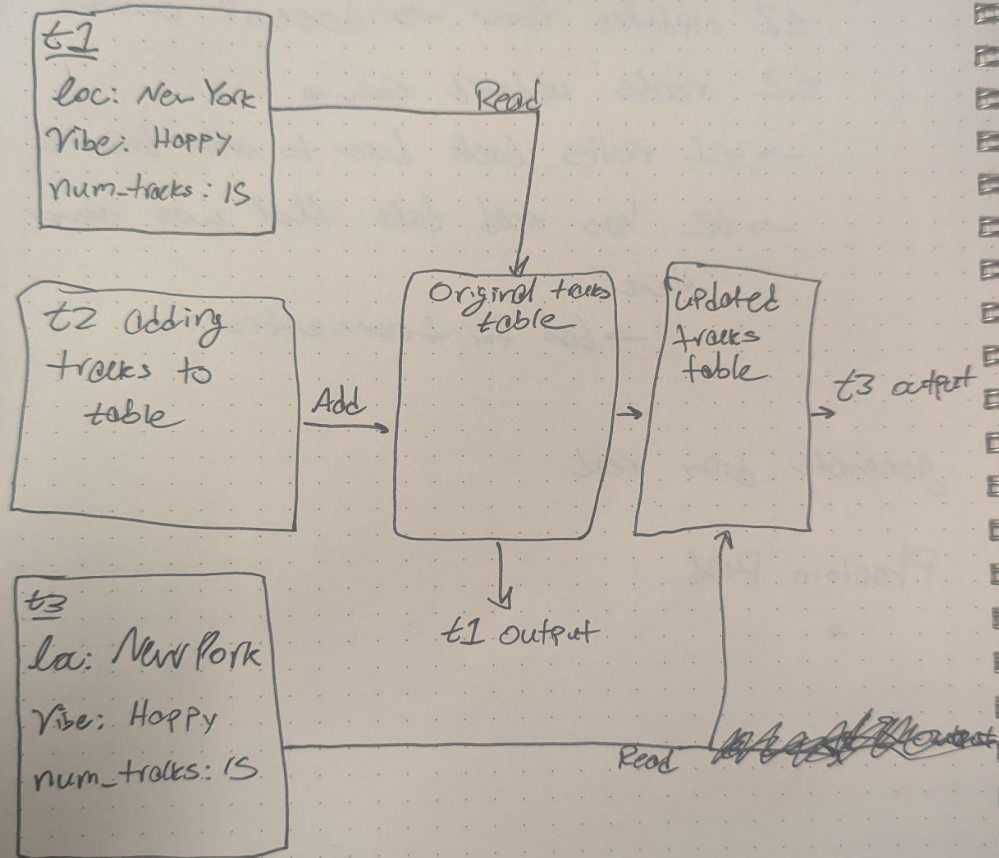 t1
loc: New York
Vibe: Happy
num_tracks: 15
Read
t2 adding
tracks to
table
Add
Original tracks
table
updated
tracks
table
t3 output
t1 output
t3
loc: New York
Vibe: Happy
num_tracks: 15
Read
output